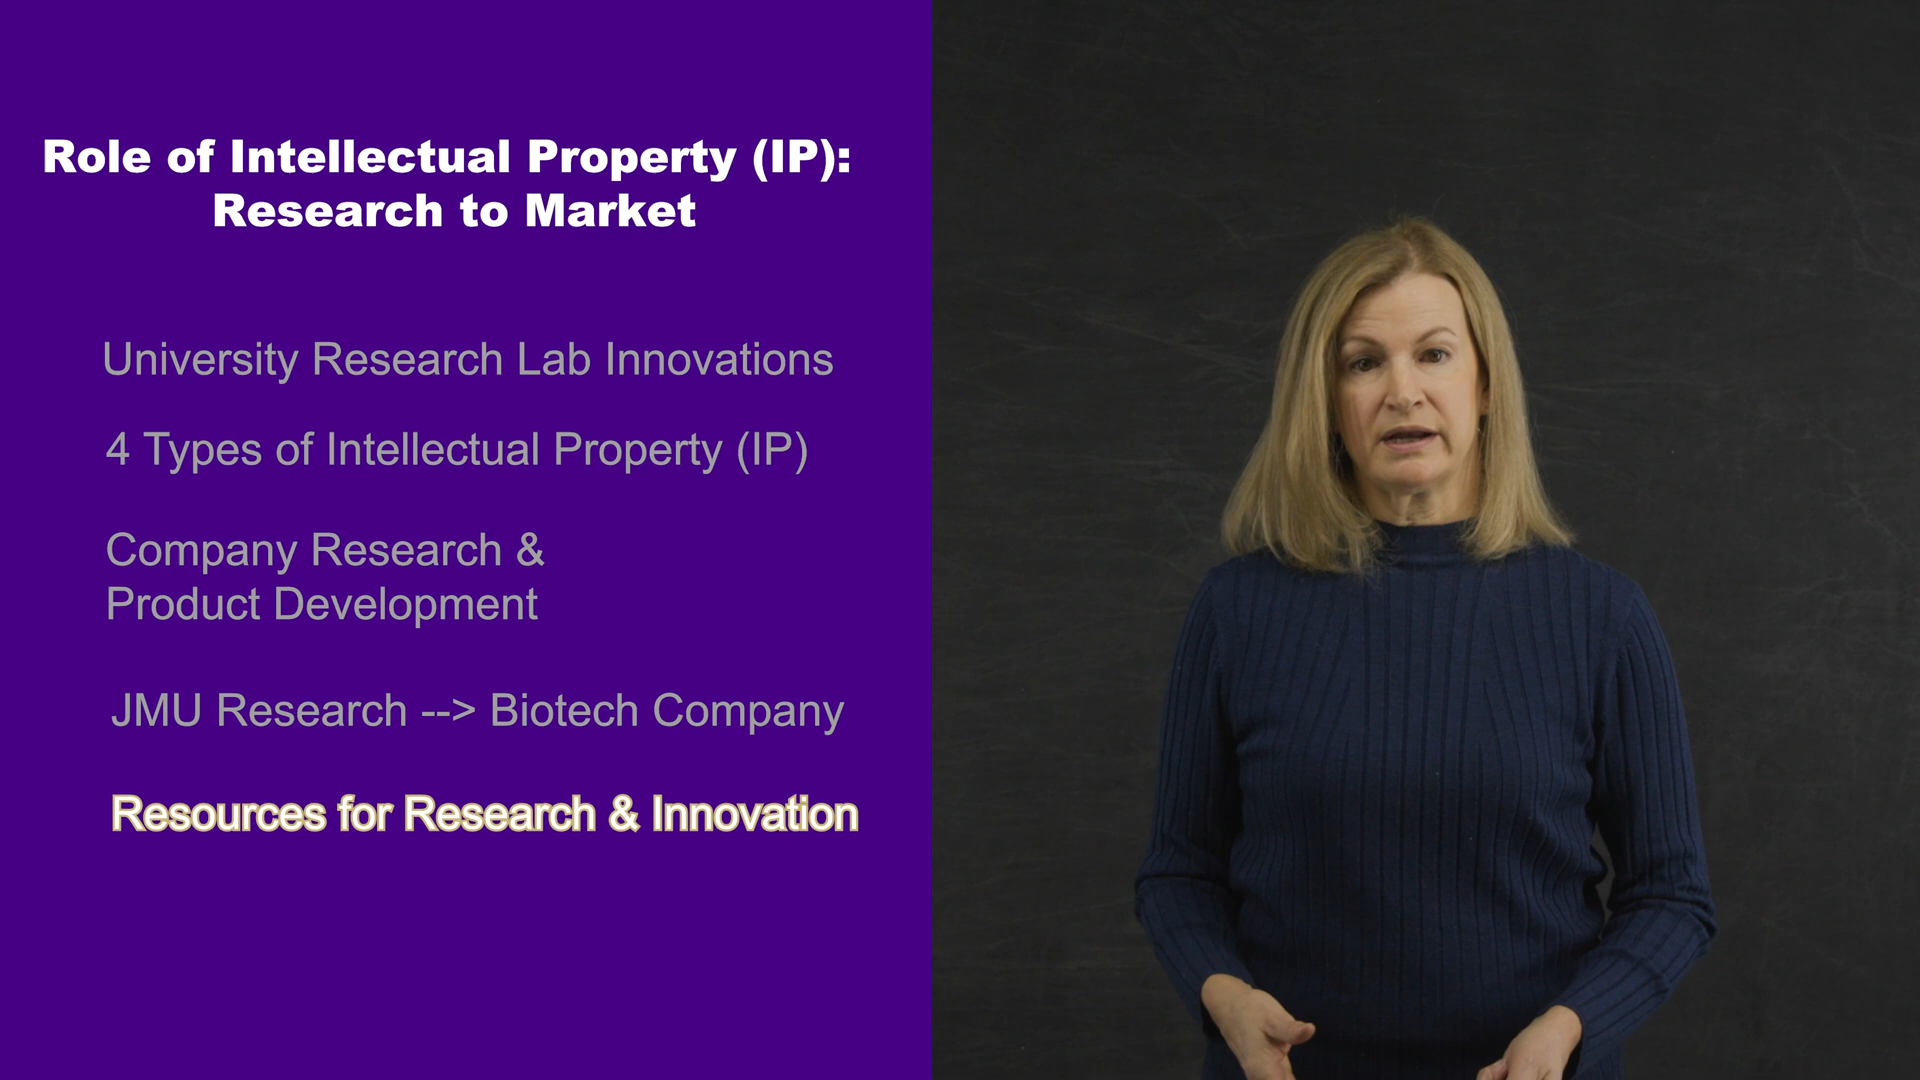 Role of Intellectual Property (IP):
Research to Market
University Research Lab Innovations
4 Types of Intellectual Property (IP)
Company Research &
Product Development
JMU Research --> Biotech Company
Resources for Research & Innovation